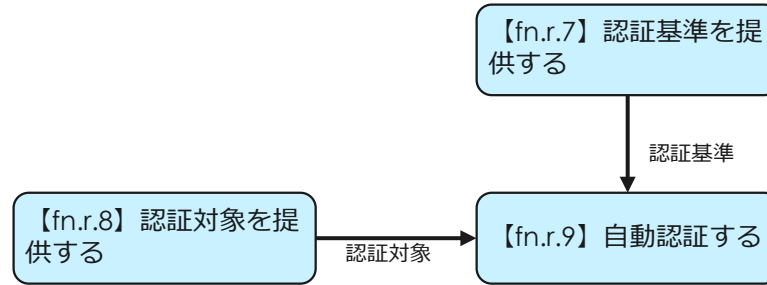 【fn.r.7】認証基準を提
供する
認証基準
【fn.r.8】認証対象を提
供する
認証対象
【fn.r.9】自動認証する